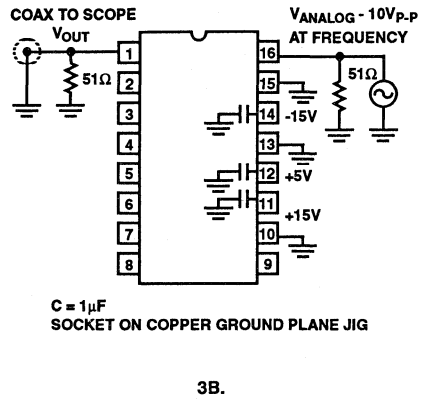 COAX TO SCOPE
VOUT
VANALOG - 10VP-P
AT FREQUENCY
51Ω
51Ω
1
2
3
4
5
6
7
8
16
15
14
-15V
13
12
+5V
11
+15V
10
9
C = 1µF
SOCKET ON COPPER GROUND PLANE JIG
3B.